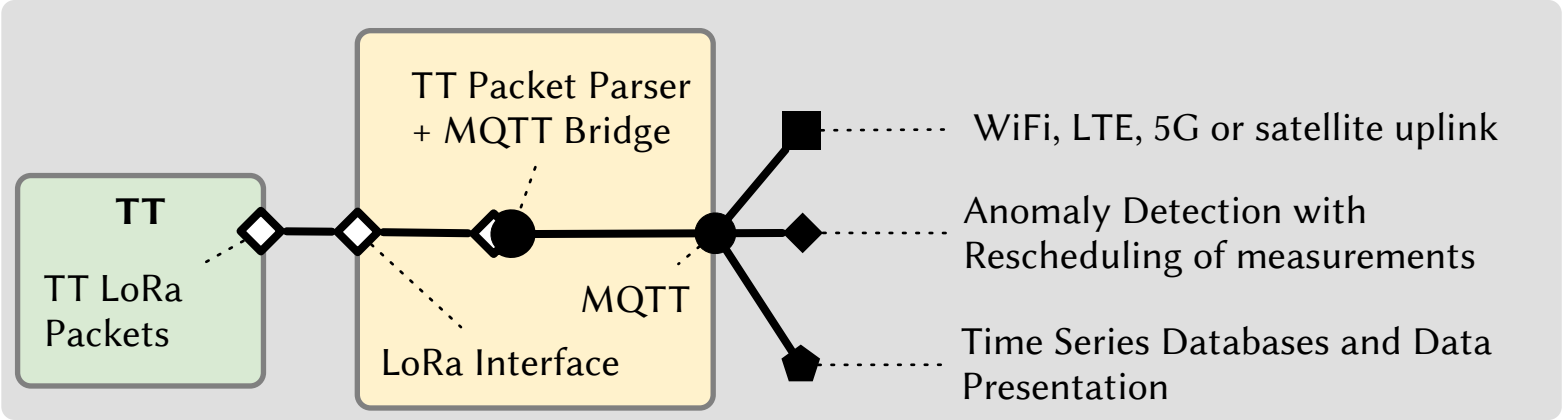 TT
TT LoRa
Packets
TT Packet Parser
+ MQTT Bridge
LoRa Interface
MQTT
WiFi, LTE, 5G or satellite uplink
Anomaly Detection with
Rescheduling of measurements
Time Series Databases and Data
Presentation